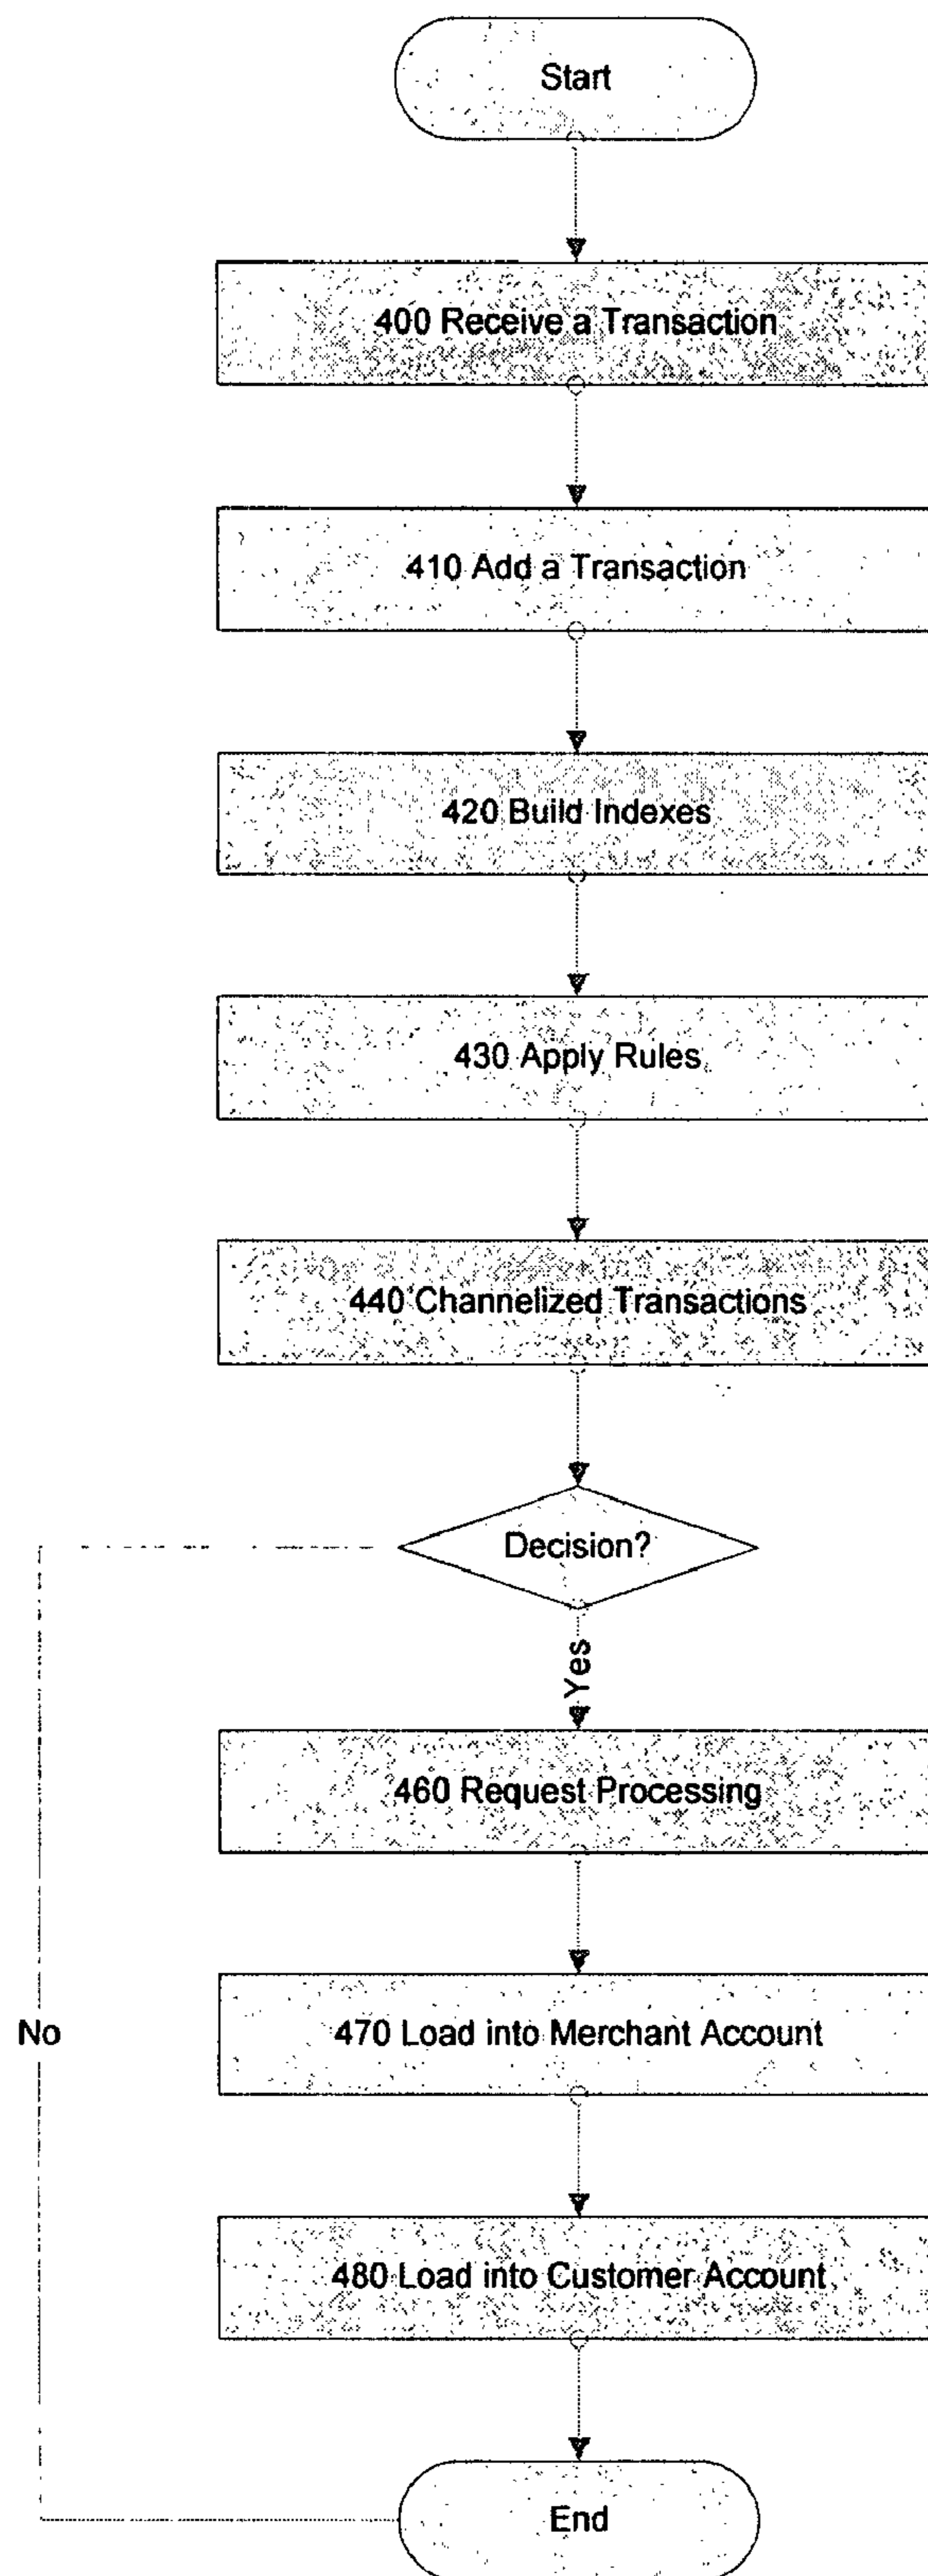 Start
400 Receive a Transaction
410 Add a Transaction
420 Build Indexes
430 Apply Rules
440 Channelized Transactions
Decision?
Yes
460 Request Processing
470 Load into Merchant Account
No
480 Load into Customer Account
End